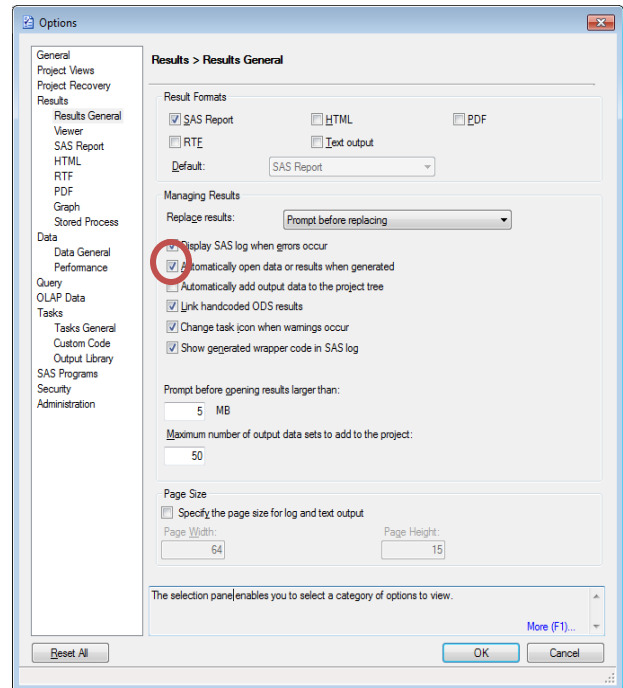 Options
General
Project Views
Project Recovery
Results
Results General
Viewer
SAS Report
HTML
RTF
PDF
Graph
Stored Process
Data
Data General
Performance
Query
OLAP Data
Tasks
Tasks General
Custom Code
Output Library
SAS Programs
Security
Administration
Results > Results General
Result Formats
SAS Report HTML PDF
RTF Text output
Default: SAS Report
Managing Results
Replace results: Prompt before replacing
Display SAS log when errors occur
Automatically open data or results when generated
Automatically add output data to the project tree
Link handcoded ODS results
Change task icon when warnings occur
Show generated wrapper code in SAS log
Prompt before opening results larger than:
5 MB
Maximum number of output data sets to add to the project:
50
Page Size
Specify the page size for log and text output
Page Width: Page Height:
64 15
The selection pane enables you to select a category of options to view.
More (F1)...
Reset All OK Cancel